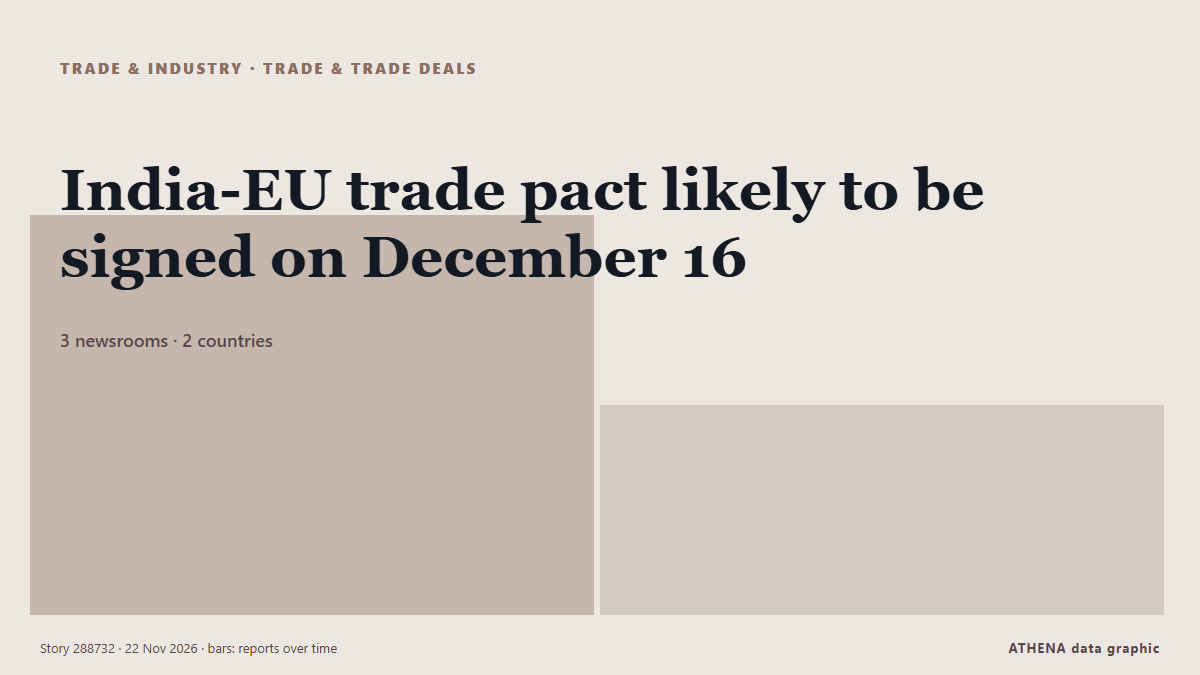 TRADE & INDUSTRY · TRADE & TRADE DEALS
India-EU trade pact likely to be
signed on December 16
3 newsrooms · 2 countries
Story 288732 · 22 Nov 2026 · bars: reports over time
ATHENA data graphic